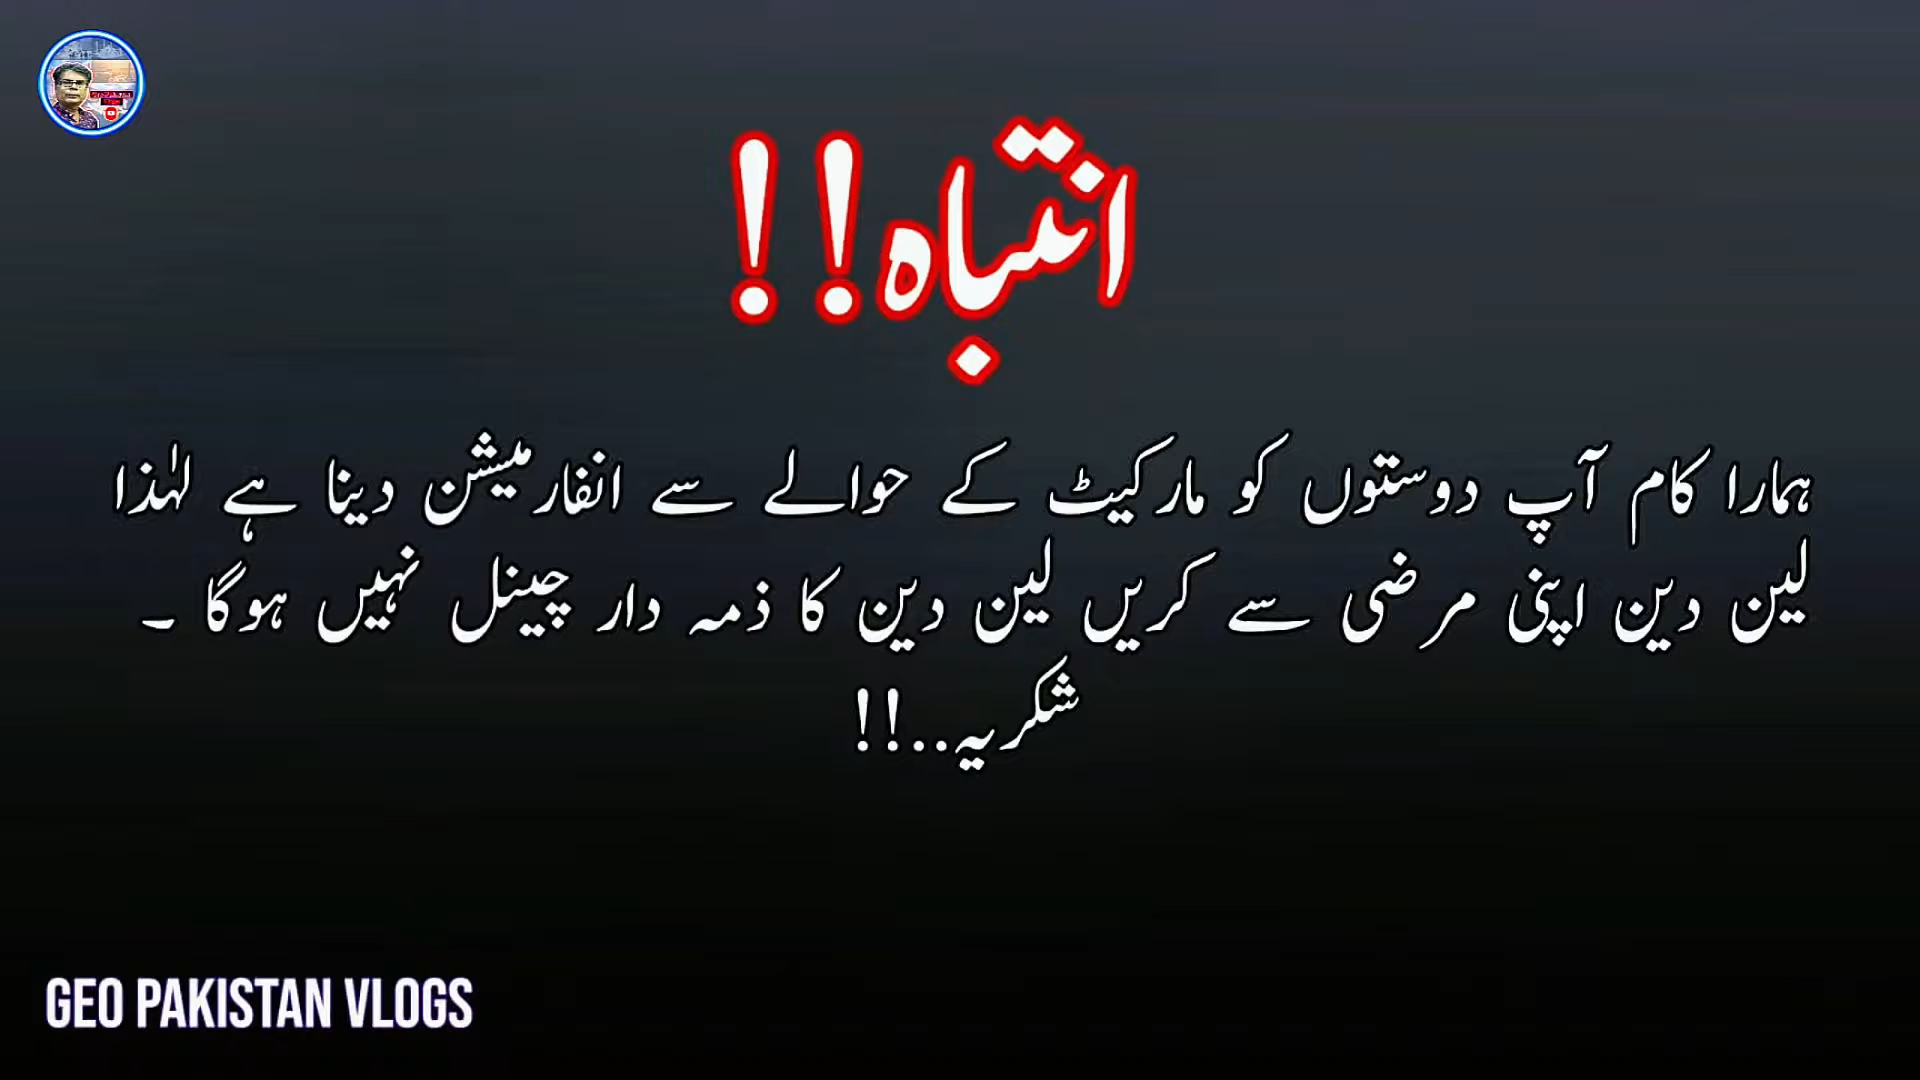 انتباہ!!
ہمارا کام آپ دوستوں کو مارکیٹ کے حوالے سے انفارمیشن دینا ہے لہٰذا
لین دین اپنی مرضی سے کریں لین دین کا ذمہ دار چینل نہیں ہوگا ۔
شکریہ..!!
GEO PAKISTAN VLOGS